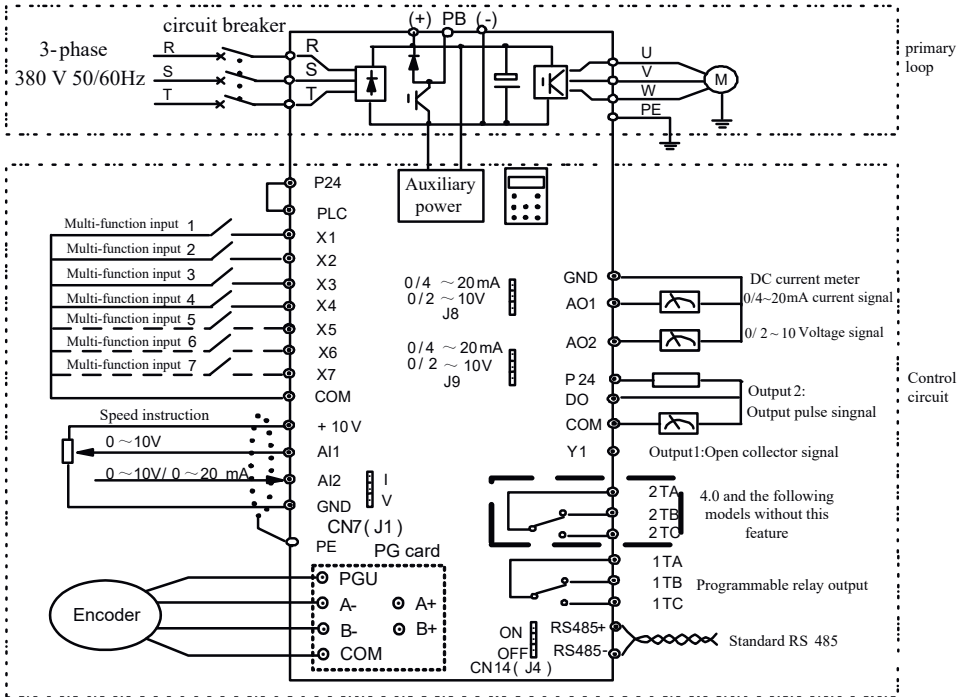 circuit breaker
(+) PB (-)
3-phase
380 V 50/60Hz
R
S
T
R
S
T
U
V
W
PE
M
primary
loop
Auxiliary
power
P24
PLC
Multi-function input 1
X1
Multi-function input 2
X2
Multi-function input 3
X3
Multi-function input 4
X4
Multi-function input 5
X5
Multi-function input 6
X6
Multi-function input 7
X7
COM
0/4 ~ 20mA
0/2 ~ 10V
J8
0/4 ~ 20mA
0/2 ~ 10V
J9
GND
AO1
AO2
DC current meter
0/4~20mA current signal
0/ 2~10 Voltage signal
P 24
DO
COM
Output 2:
Output pulse singnal
Y1
Output1:Open collector signal
Control
circuit
Speed instruction
+ 10V
0 ~10V
AI1
0 ~10V/ 0 ~20 mA
AI2
I
V
GND
CN7( J1 )
PE
2TA
2TB
2TC
4.0 and the following
models without this
feature
1TA
1TB
1TC
Programmable relay output
PG card
PGU
A-
A+
B-
B+
COM
Encoder
ON
OFF
CN14( J4 )
RS485+
RS485-
Standard RS 485